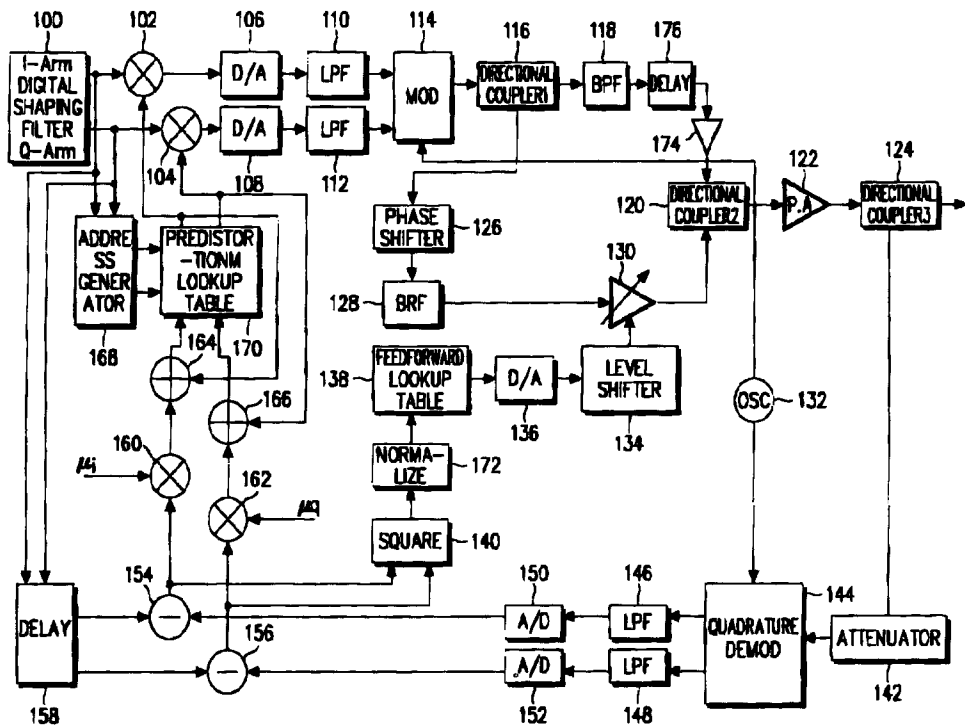 100
102
106
110
114
116
118
176
I-Arm
DIGITAL
SHAPING
FILTER
Q-Arm
D/A
LPF
MOD
DIRECTIONAL
COUPLER1
BPF
DELAY
174
104
D/A
LPF
108
112
122
124
120
DIRECTIONAL
COUPLER2
P.A
DIRECTIONAL
COUPLER3
PHASE
SHIFTER
126
ADDRE
SS
GENER
ATOR
PREDISTOR
-TIONM
LOOKUP
TABLE
130
128
BRF
168
170
164
138
FEEDFORWARD
LOOKUP
TABLE
D/A
LEVEL
SHIFTER
OSC
132
166
136
134
160
μi
NORMA-
LIZE
172
162
μq
SQUARE
140
154
150
146
144
DELAY
A/D
LPF
QUADRATURE
DEMOD
ATTENUATOR
156
A/D
LPF
158
152
148
142